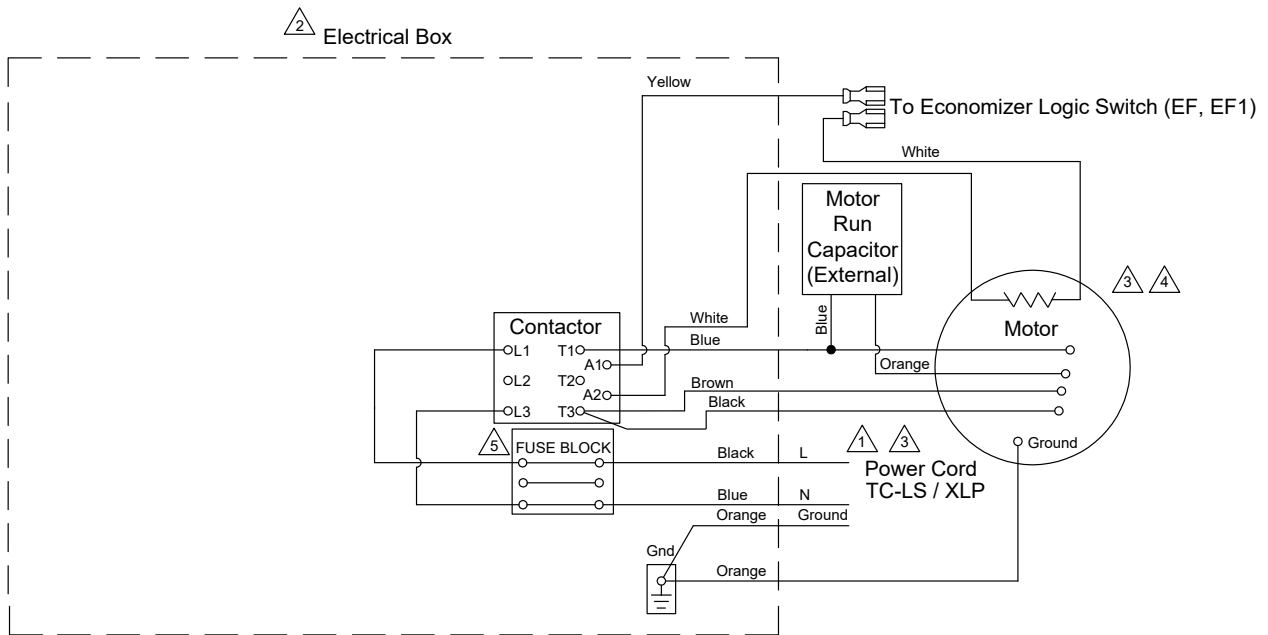 2 Electrical Box
Yellow
To Economizer Logic Switch (EF, EF1)
White
Motor
Run
Capacitor
(External)
3 4
Blue
White
Contactor
Motor
Blue
L1 T1
A1
Orange
L2 T2
Brown
A2
Black
L3 T3
5 FUSE BLOCK
1 3
Ground
Black L
Power Cord
TC-LS / XLP
Blue N
Orange Ground
Gnd
Orange